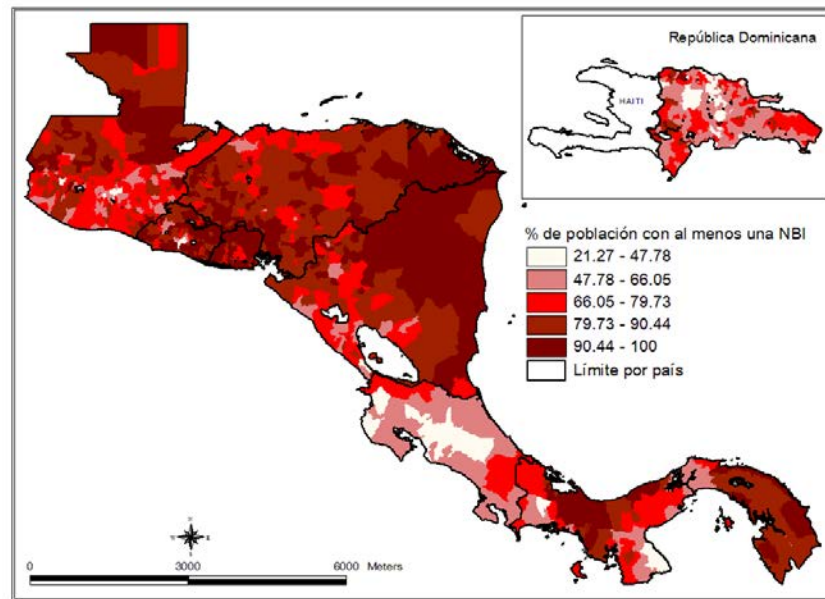 República Dominicana
HAITI
% de población con al menos una NBI
21.27 - 47.78
47.78 - 66.05
66.05 - 79.73
79.73 - 90.44
90.44 - 100
Límite por país
0 3000 6000 Meters